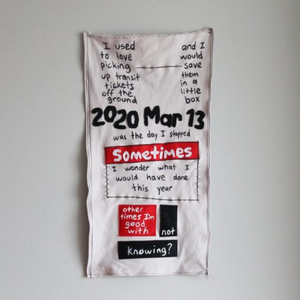 I used
to love
picking
up transit
tickets
off the
ground
and I
would
save
them
in a
little
box
2020 Mar 13
was the day I stopped
Sometimes
I wonder what I
would have done
this year
other
times I'm
good
with
not
knowing?